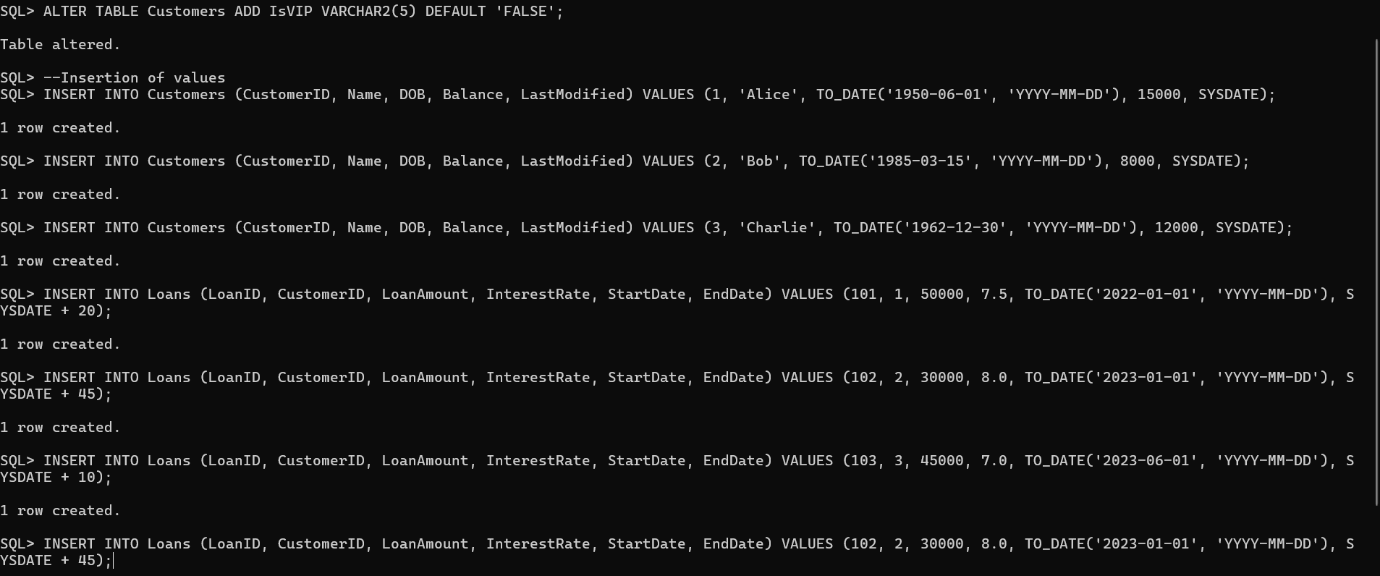 SQL> ALTER TABLE Customers ADD IsVIP VARCHAR2(5) DEFAULT 'FALSE';
Table altered.
SQL> --Insertion of values
SQL> INSERT INTO Customers (CustomerID, Name, DOB, Balance, LastModified) VALUES (1, 'Alice', TO_DATE('1950-06-01', 'YYYY-MM-DD'), 15000, SYSDATE);
1 row created.
SQL> INSERT INTO Customers (CustomerID, Name, DOB, Balance, LastModified) VALUES (2, 'Bob', TO_DATE('1985-03-15', 'YYYY-MM-DD'), 8000, SYSDATE);
1 row created.
SQL> INSERT INTO Customers (CustomerID, Name, DOB, Balance, LastModified) VALUES (3, 'Charlie', TO_DATE('1962-12-30', 'YYYY-MM-DD'), 12000, SYSDATE);
1 row created.
SQL> INSERT INTO Loans (LoanID, CustomerID, LoanAmount, InterestRate, StartDate, EndDate) VALUES (101, 1, 50000, 7.5, TO_DATE('2022-01-01', 'YYYY-MM-DD'), S
YSDATE + 20);
1 row created.
SQL> INSERT INTO Loans (LoanID, CustomerID, LoanAmount, InterestRate, StartDate, EndDate) VALUES (102, 2, 30000, 8.0, TO_DATE('2023-01-01', 'YYYY-MM-DD'), S
YSDATE + 45);
1 row created.
SQL> INSERT INTO Loans (LoanID, CustomerID, LoanAmount, InterestRate, StartDate, EndDate) VALUES (103, 3, 45000, 7.0, TO_DATE('2023-06-01', 'YYYY-MM-DD'), S
YSDATE + 10);
1 row created.
SQL> INSERT INTO Loans (LoanID, CustomerID, LoanAmount, InterestRate, StartDate, EndDate) VALUES (102, 2, 30000, 8.0, TO_DATE('2023-01-01', 'YYYY-MM-DD'), S
YSDATE + 45);